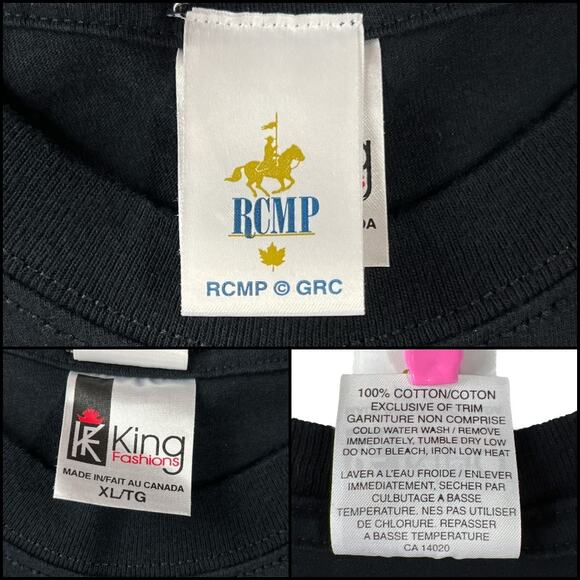 RCMP
RCMP © GRC
ng
DA
K
King
Fashions
MADE IN/FAIT AU CANADA
XL/TG
100% COTTON/COTON
EXCLUSIVE OF TRIM
GARNITURE NON COMPRISE
COLD WATER WASH / REMOVE
IMMEDIATELY, TUMBLE DRY LOW
DO NOT BLEACH, IRON LOW HEAT
LAVER A L'EAU FROIDE / ENLEVER
IMMEDIATEMENT, SECHER PAR
CULBUTAGE A BASSE
TEMPERATURE. NES PAS UTILISER
DE CHLORURE. REPASSER
A BASSE TEMPERATURE
CA 14020